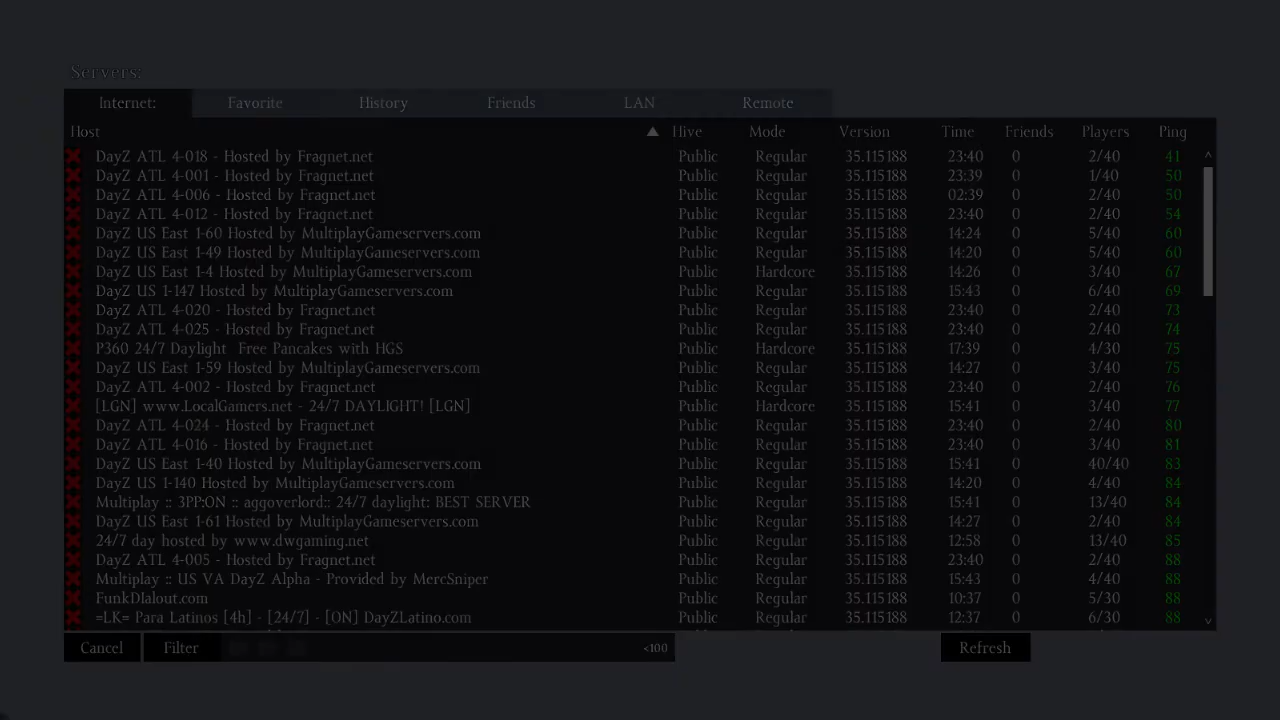 Servers:
Internet: Favorite History Friends LAN Remote
Host Hive Mode Version Time Friends Players Ping
DayZ ATL 4-018 - Hosted by Fragnet.net Public Regular 35.115188 23:40 0 2/40 41
DayZ ATL 4-001 - Hosted by Fragnet.net Public Regular 35.115188 23:39 0 1/40 50
DayZ ATL 4-006 - Hosted by Fragnet.net Public Regular 35.115188 02:39 0 2/40 50
DayZ ATL 4-012 - Hosted by Fragnet.net Public Regular 35.115188 23:40 0 2/40 54
DayZ US East 1-60 Hosted by MultiplayGameservers.com Public Regular 35.115188 14:24 0 5/40 60
DayZ US East 1-49 Hosted by MultiplayGameservers.com Public Regular 35.115188 14:20 0 5/40 60
DayZ US East 1-4 Hosted by MultiplayGameservers.com Public Hardcore 35.115188 14:26 0 3/40 67
DayZ US 1-147 Hosted by MultiplayGameservers.com Public Regular 35.115188 15:43 0 6/40 69
DayZ ATL 4-020 - Hosted by Fragnet.net Public Regular 35.115188 23:40 0 2/40 73
DayZ ATL 4-025 - Hosted by Fragnet.net Public Regular 35.115188 23:40 0 2/40 74
P360 24/7 Daylight Free Pancakes with HGS Public Hardcore 35.115188 17:39 0 4/30 75
DayZ US East 1-59 Hosted by MultiplayGameservers.com Public Regular 35.115188 14:27 0 3/40 75
DayZ ATL 4-002 - Hosted by Fragnet.net Public Regular 35.115188 23:40 0 2/40 76
[LGN] www.LocalGamers.net - 24/7 DAYLIGHT! [LGN] Public Hardcore 35.115188 15:41 0 3/40 77
DayZ ATL 4-024 - Hosted by Fragnet.net Public Regular 35.115188 23:40 0 2/40 80
DayZ ATL 4-016 - Hosted by Fragnet.net Public Regular 35.115188 23:40 0 3/40 81
DayZ US East 1-40 Hosted by MultiplayGameservers.com Public Regular 35.115188 15:41 0 40/40 83
DayZ US 1-140 Hosted by MultiplayGameservers.com Public Regular 35.115188 14:20 0 4/40 84
Multiplay :: 3PP:ON :: aggoverlord:: 24/7 daylight: BEST SERVER Public Regular 35.115188 15:41 0 13/40 84
DayZ US East 1-61 Hosted by MultiplayGameservers.com Public Regular 35.115188 14:27 0 2/40 84
24/7 day hosted by www.dwgaming.net Public Regular 35.115188 12:58 0 13/40 85
DayZ ATL 4-005 - Hosted by Fragnet.net Public Regular 35.115188 23:40 0 2/40 88
Multiplay :: US VA DayZ Alpha - Provided by MercSniper Public Regular 35.115188 15:43 0 4/40 88
FunkDIalout.com Public Regular 35.115188 10:37 0 5/30 88
=LK= Para Latinos [4h] - [24/7] - [ON] DayZLatino.com Public Regular 35.115188 12:37 0 6/30 88
Cancel Filter <100 Refresh